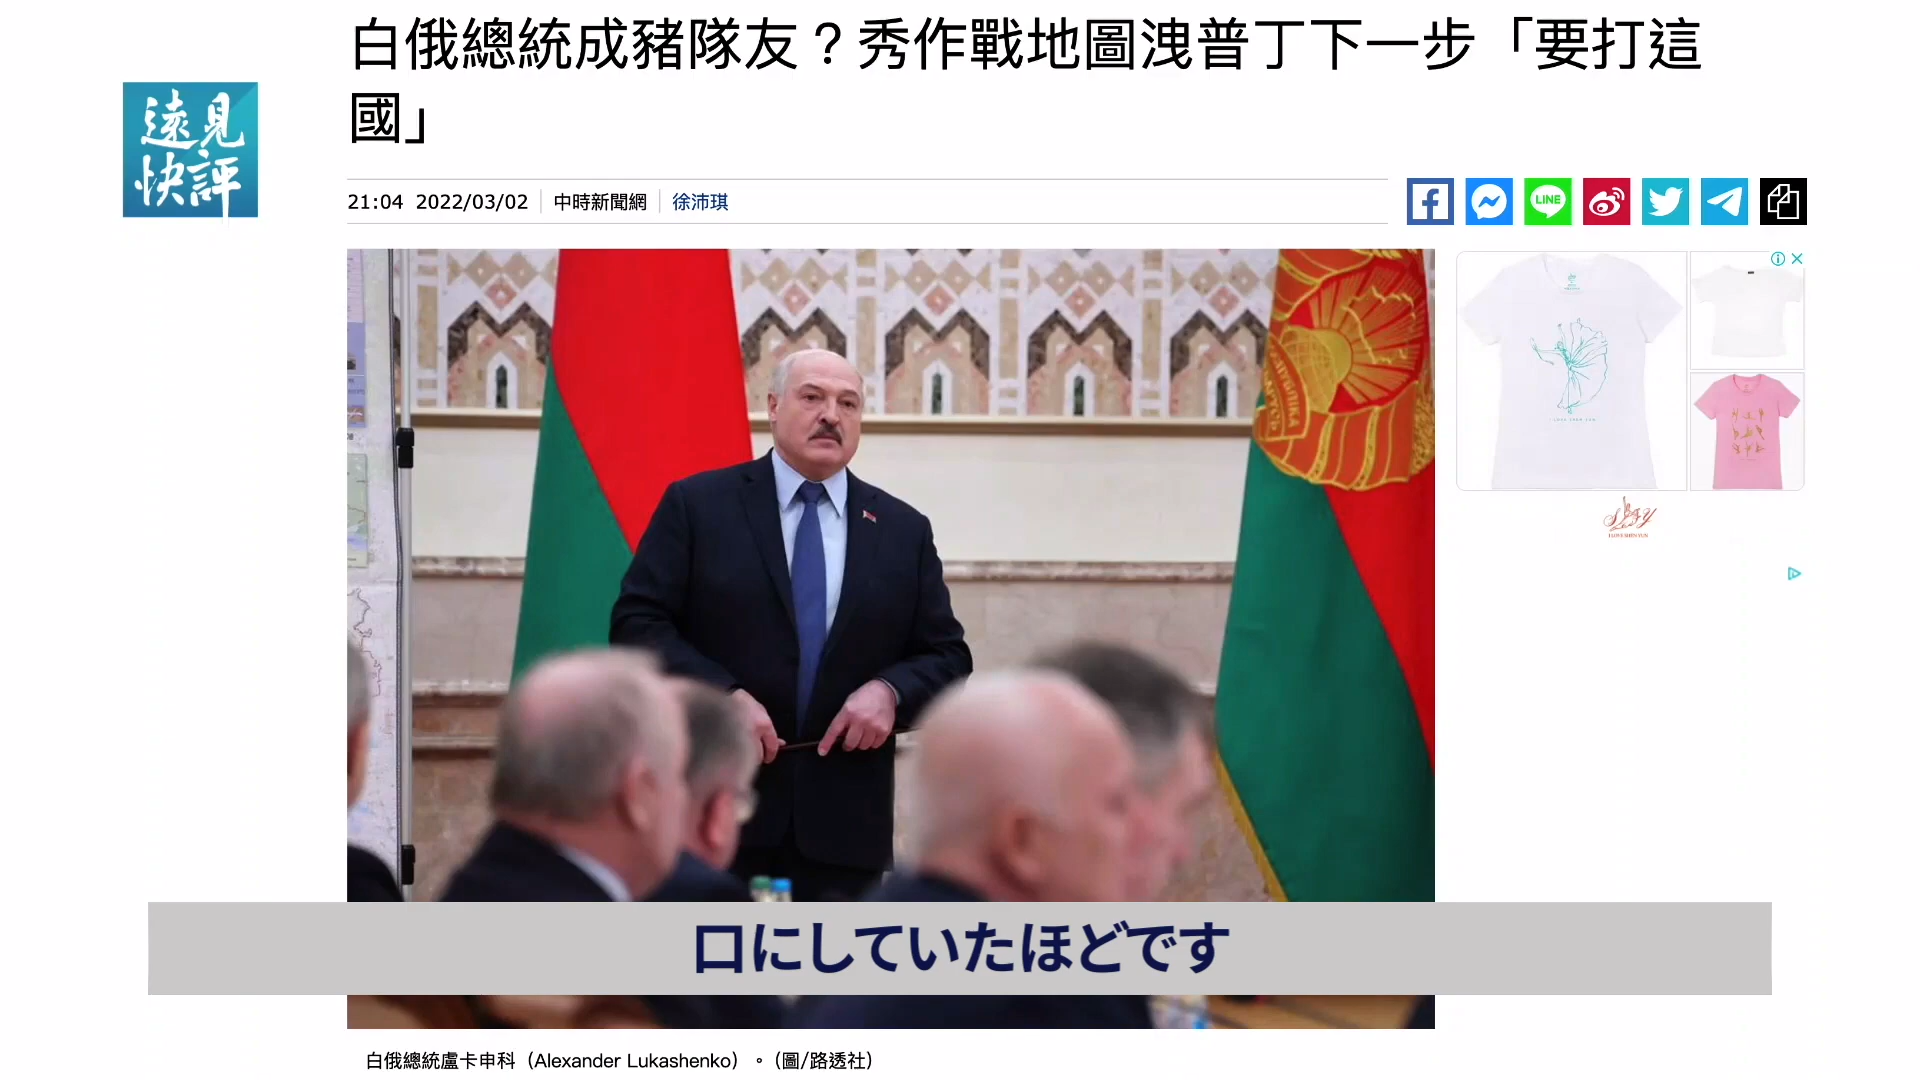 白俄總統成豬隊友？秀作戰地圖洩普丁下一步「要打這
國」
遠見
快評
21:04 2022/03/02
中時新聞網
徐沛琪
LINE
口にしていたほどです
白俄總統盧卡申科（Alexander Lukashenko）。（圖/路透社）